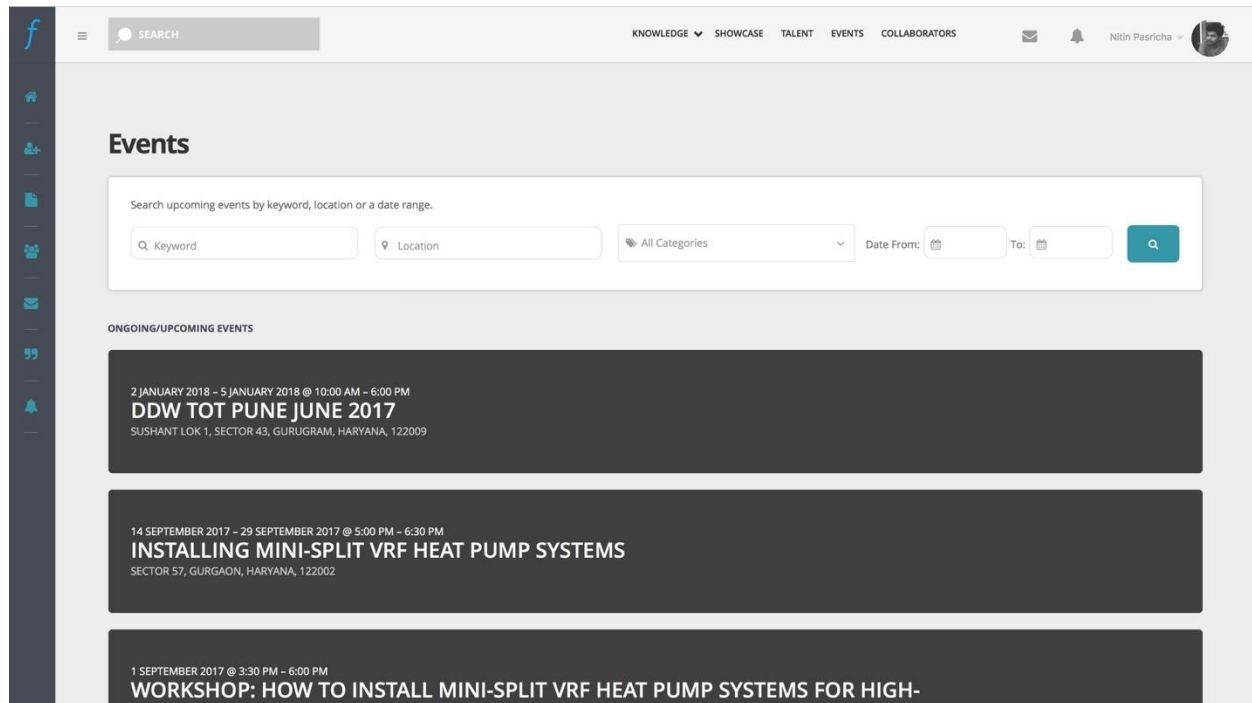 f
SEARCH
KNOWLEDGE SHOWCASE TALENT EVENTS COLLABORATORS
Nitin Pasricha
Events
Search upcoming events by keyword, location or a date range.
Keyword Location All Categories Date From: To:
ONGOING/UPCOMING EVENTS
2 JANUARY 2018 – 5 JANUARY 2018 @ 10:00 AM – 6:00 PM
DDW TOT PUNE JUNE 2017
SUSHANT LOK 1, SECTOR 43, GURUGRAM, HARYANA, 122009
14 SEPTEMBER 2017 – 29 SEPTEMBER 2017 @ 5:00 PM – 6:30 PM
INSTALLING MINI-SPLIT VRF HEAT PUMP SYSTEMS
SECTOR 57, GURGAON, HARYANA, 122002
1 SEPTEMBER 2017 @ 3:30 PM – 6:00 PM
WORKSHOP: HOW TO INSTALL MINI-SPLIT VRF HEAT PUMP SYSTEMS FOR HIGH-